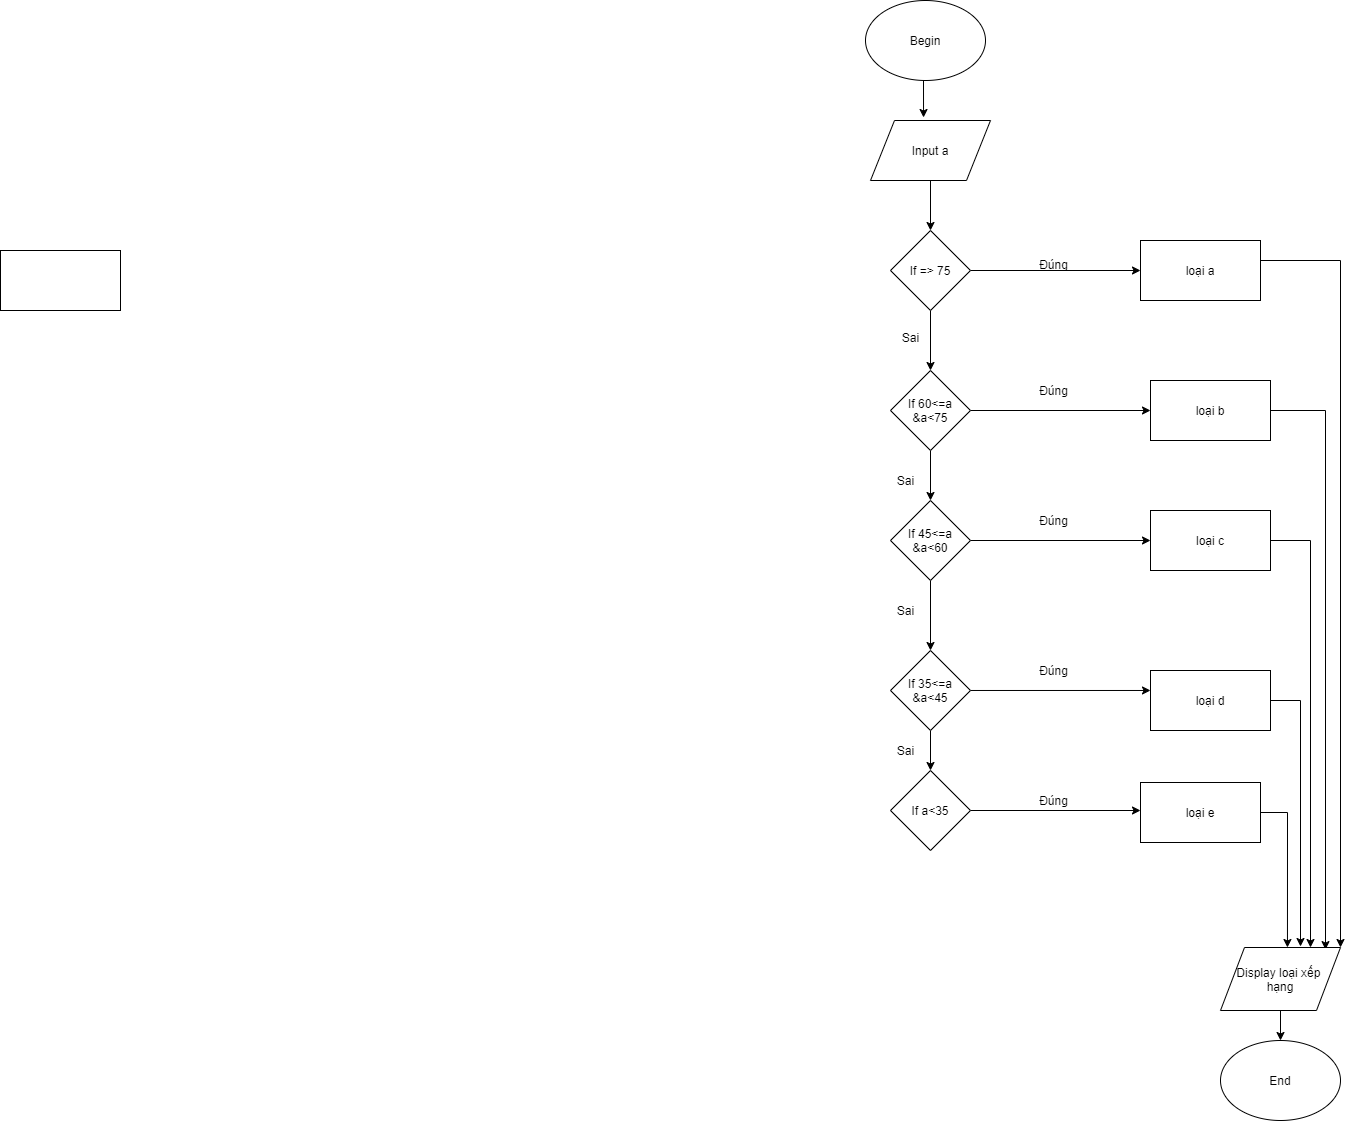 Begin
Input a
If => 75
Đúng
loại a
Sai
If 60<=a
&a<75
Đúng
loại b
Sai
If 45<=a
&a<60
Đúng
loại c
Sai
If 35<=a
&a<45
Đúng
loại d
Sai
If a<35
Đúng
loại e
Display loại xếp
hạng
End